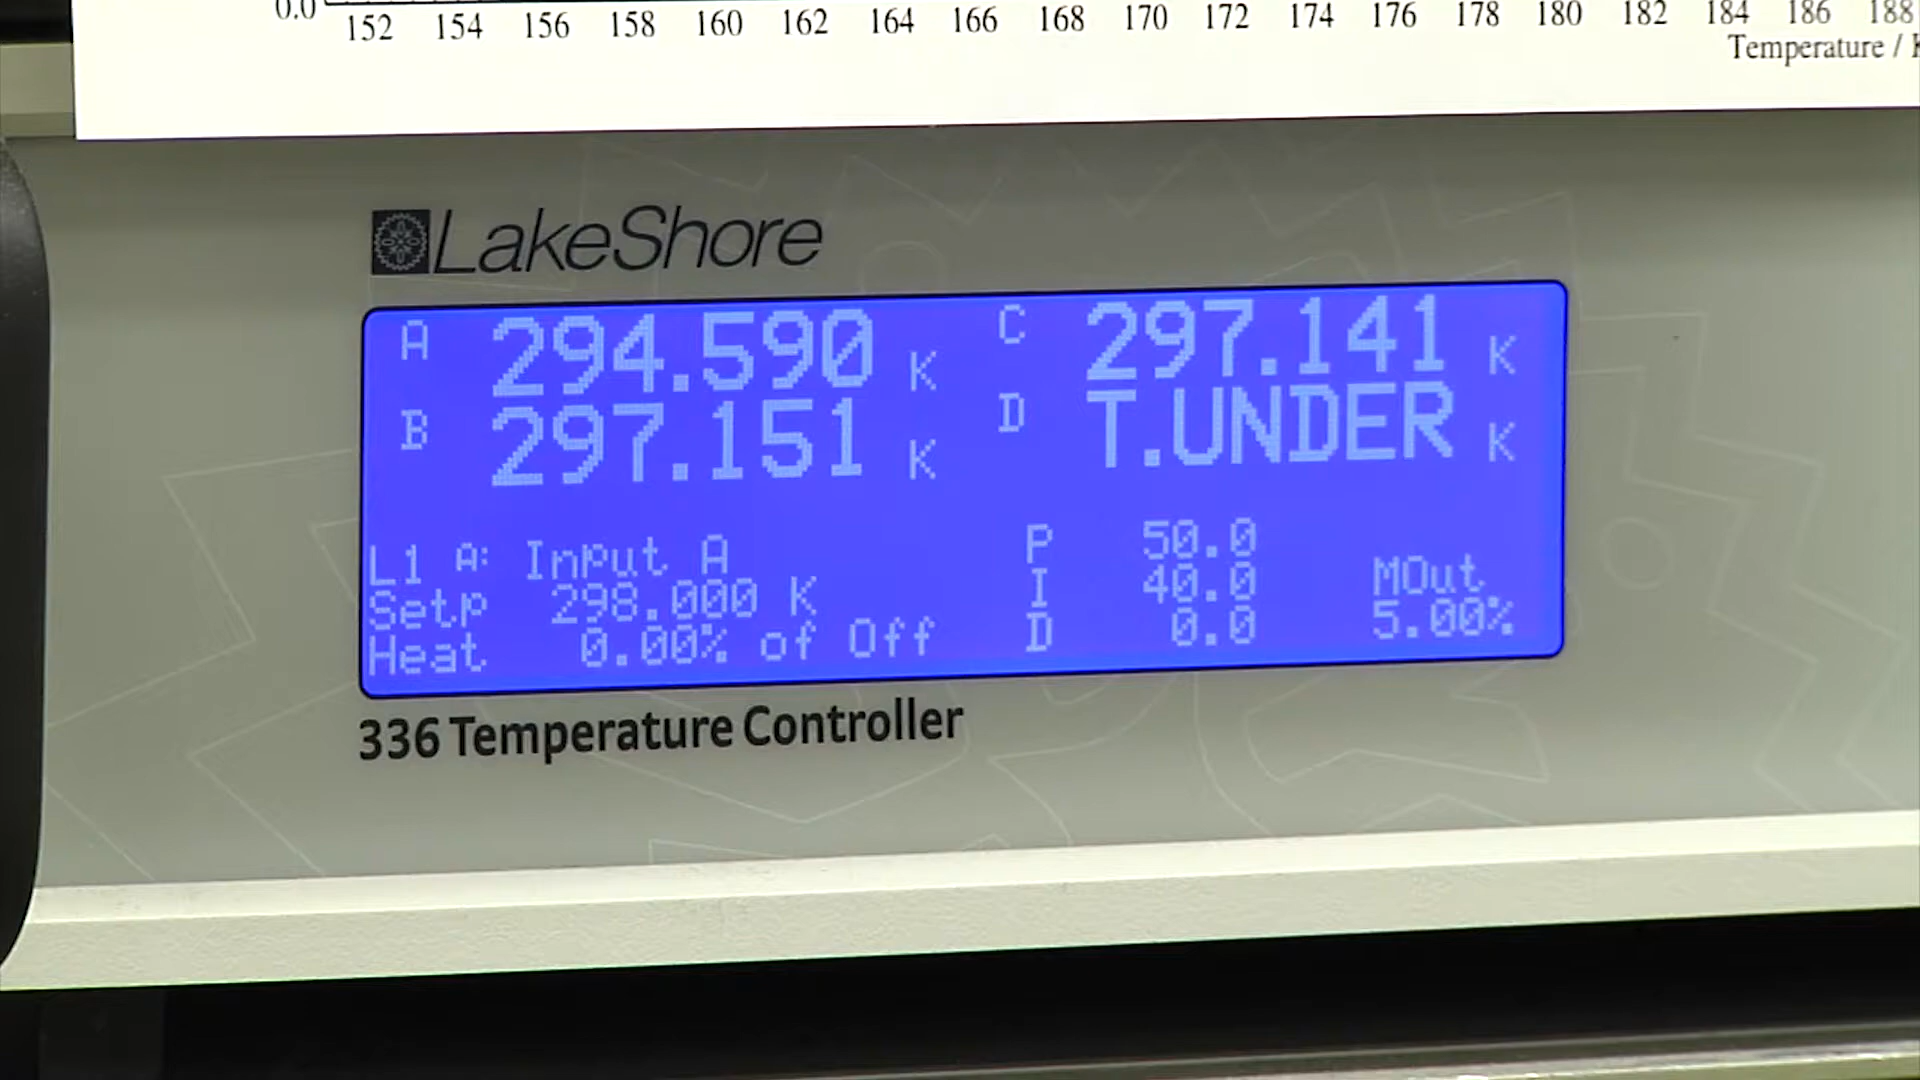 0.0
152 154 156 158 160 162 164 166 168 170 172 174 176 178 180 182 184 186 188
Temperature /
LakeShore
A 294.590 K C 297.141 K
B 297.151 K D T.UNDER K
L1 A: Input A P 50.0
Setp 298.000 K I 40.0 MOut
Heat 0.00% of Off D 0.0 5.00%
336 Temperature Controller